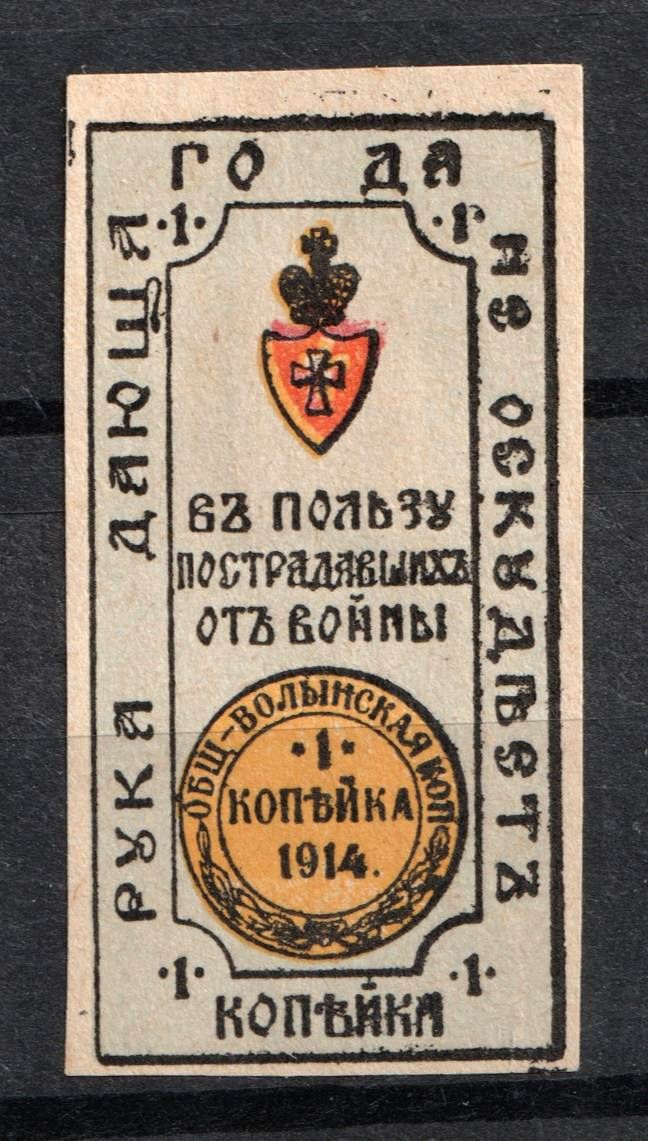 РУКА ДАЮЩАГО ДА НЕ ОСКУДѢЕТЪ
·1· ·1·
ВЪ ПОЛЬЗУ
ПОСТРАДАВШИХЪ
ОТЪ ВОЙНЫ
ОБЩ-ВОЛЫНСКАЯ КОП
·1·
КОПѢЙКА
1914.
·1· ·1·
КОПѢЙКА